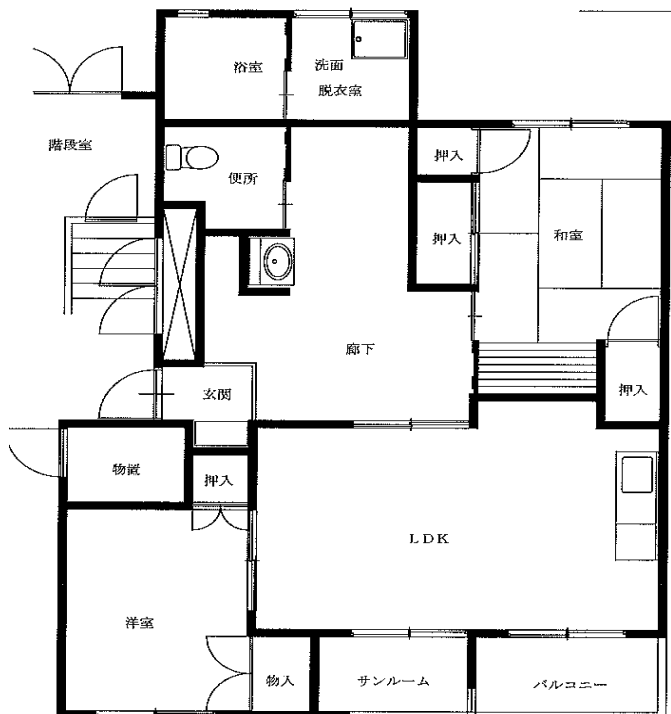 浴室
洗面
脱衣室
階段室
便所
押入
押入
和室
廊下
玄関
押入
物置
押入
LDK
洋室
物入
サンルーム
バルコニー